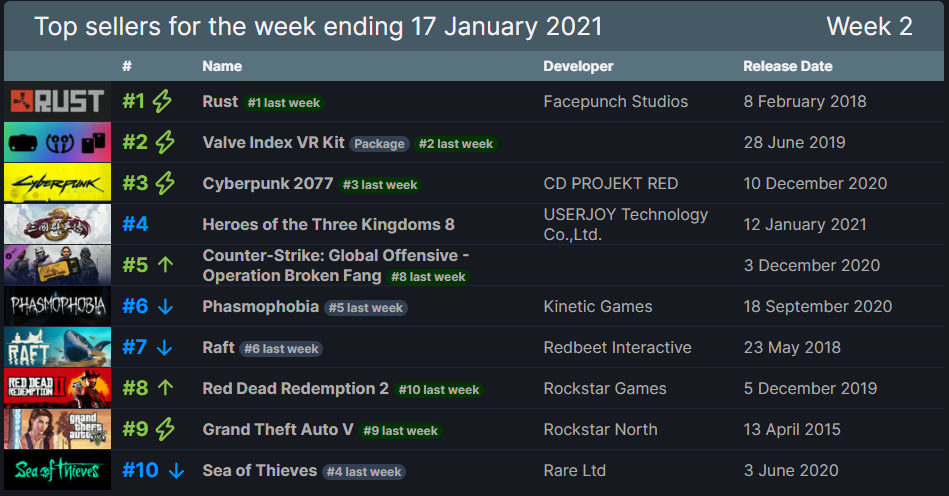 Top sellers for the week ending 17 January 2021 Week 2
# Name Developer Release Date
RUST #1 Rust #1 last week Facepunch Studios 8 February 2018
#2 Valve Index VR Kit Package #2 last week 28 June 2019
Cyberpunk #3 Cyberpunk 2077 #3 last week CD PROJEKT RED 10 December 2020
#4 Heroes of the Three Kingdoms 8 USERJOY Technology Co.,Ltd. 12 January 2021
#5 Counter-Strike: Global Offensive -
Operation Broken Fang #8 last week 3 December 2020
PHASMOPHOBIA #6 Phasmophobia #5 last week Kinetic Games 18 September 2020
RAFT #7 Raft #6 last week Redbeet Interactive 23 May 2018
RED DEAD REDEMPTION II #8 Red Dead Redemption 2 #10 last week Rockstar Games 5 December 2019
grand theft auto V #9 Grand Theft Auto V #9 last week Rockstar North 13 April 2015
Sea of Thieves #10 Sea of Thieves #4 last week Rare Ltd 3 June 2020